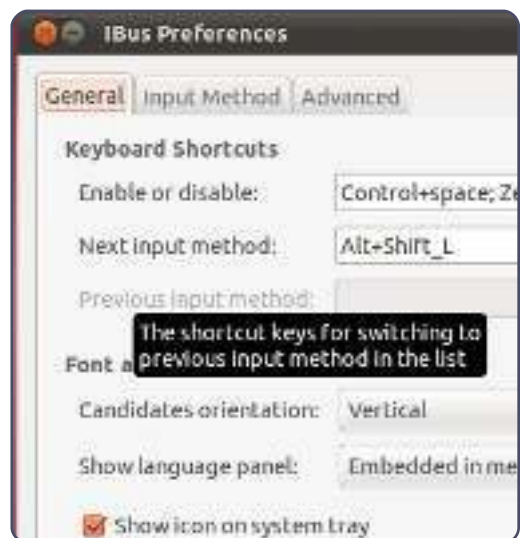 IBus Preferences
General Input Method Advanced
Keyboard Shortcuts
Enable or disable: Control+space; Ze
Next input method: Alt+Shift_L
Previous input method:
The shortcut keys for switching to
previous input method in the list
Font a
Candidates orientation: Vertical
Show language panel: Embedded in me
Show icon on system tray